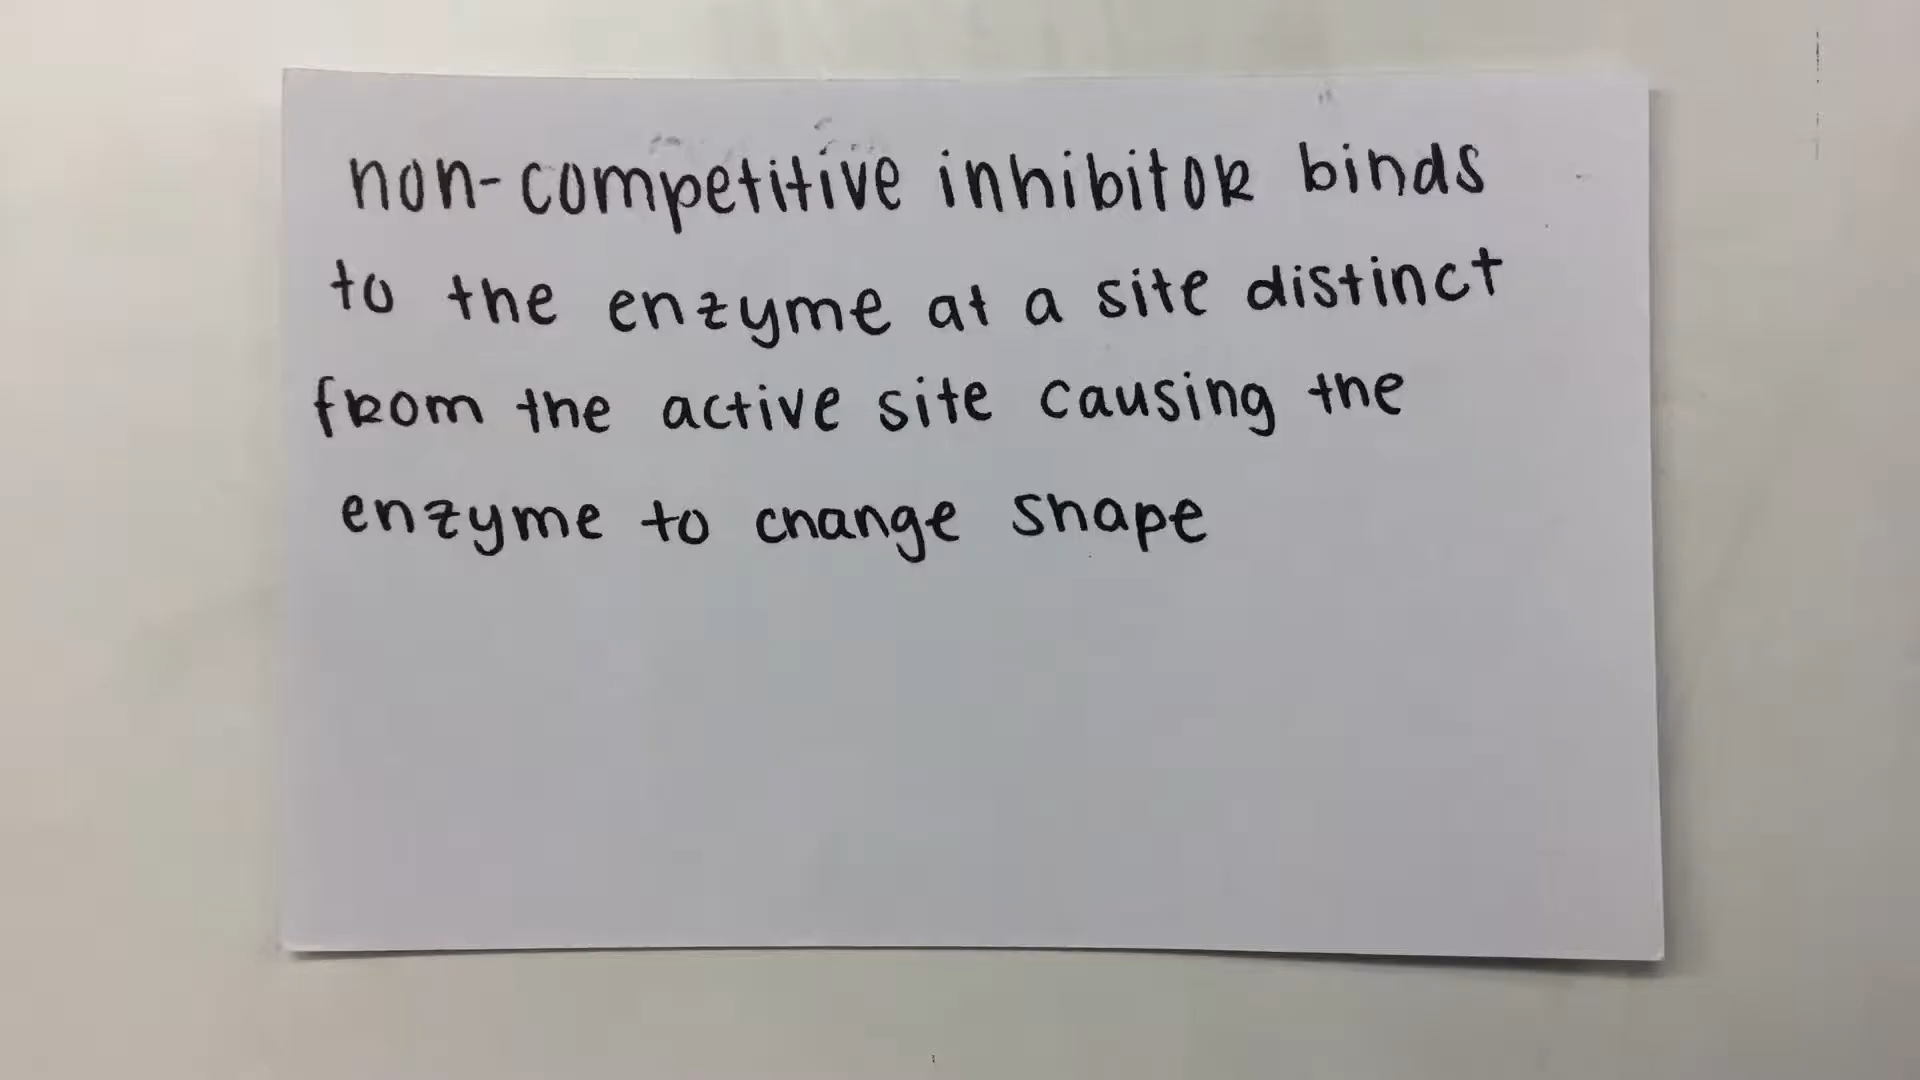 non-competitive inhibitor binds
to the enzyme at a site distinct
from the active site causing the
enzyme to change shape